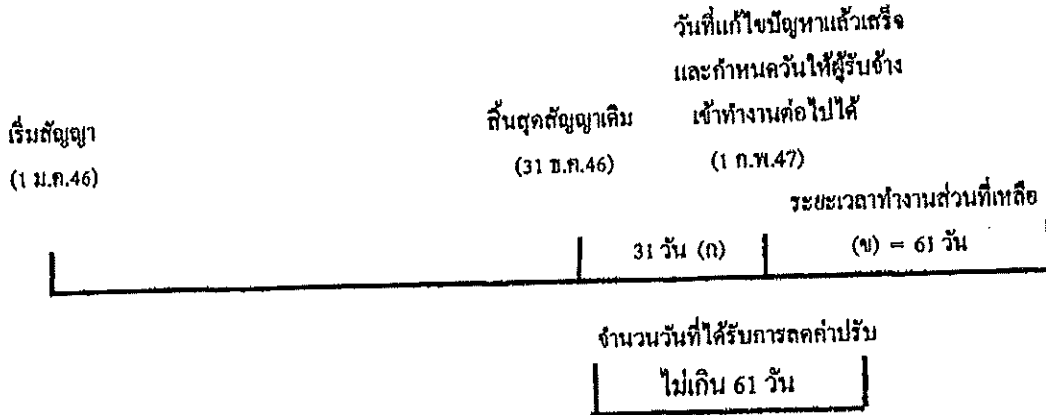 วันที่แก้ไขปัญหาแล้วเสร็จ
และกำหนดวันให้ผู้รับจ้าง
เริ่มสัญญา สิ้นสุดสัญญาเดิม เข้าทำงานต่อไปได้
(1 ม.ค.46) (31 ธ.ค.46) (1 ก.พ.47)
ระยะเวลาทำงานส่วนที่เหลือ
31 วัน (ก) (ข) = 61 วัน
จำนวนวันที่ได้รับการลดค่าปรับ
ไม่เกิน 61 วัน